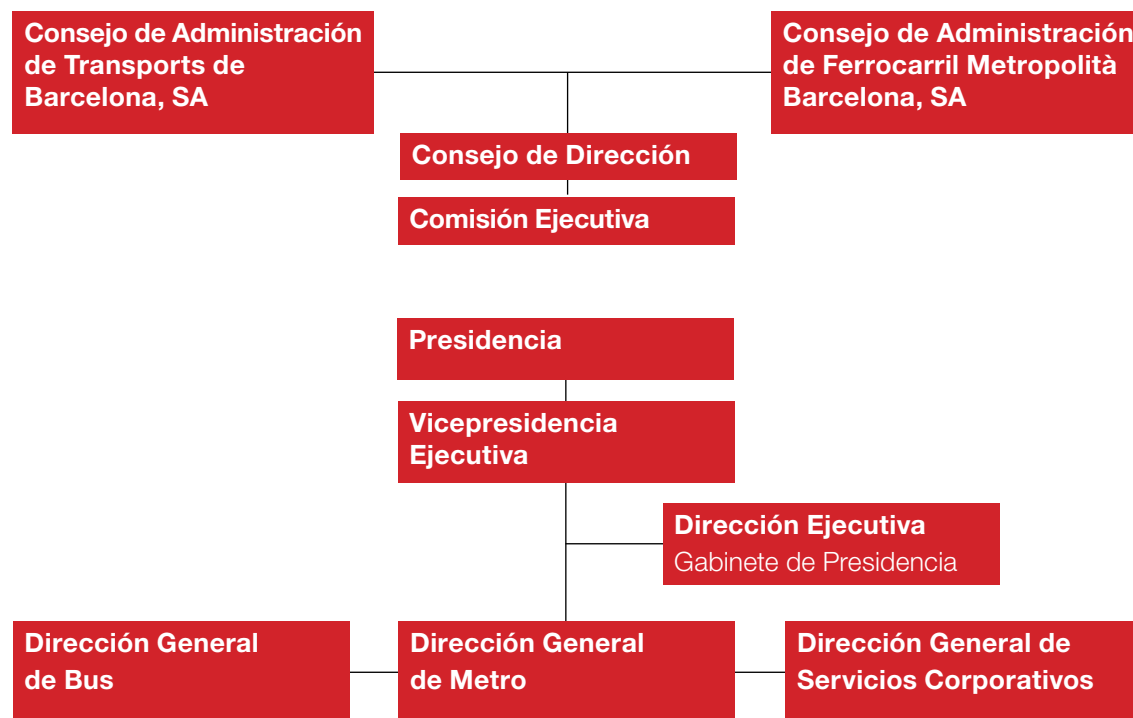 Consejo de Administración
de Transports de
Barcelona, SA
Consejo de Administración
de Ferrocarril Metropolità
Barcelona, SA
Consejo de Dirección
Comisión Ejecutiva
Presidencia
Vicepresidencia
Ejecutiva
Dirección Ejecutiva
Gabinete de Presidencia
Dirección General
de Bus
Dirección General
de Metro
Dirección General de
Servicios Corporativos